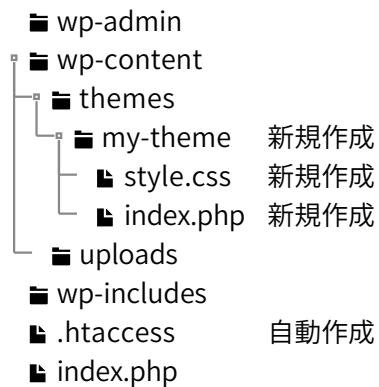 wp-admin
wp-content
themes
my-theme 新規作成
style.css 新規作成
index.php 新規作成
uploads
wp-includes
.htaccess 自動作成
index.php